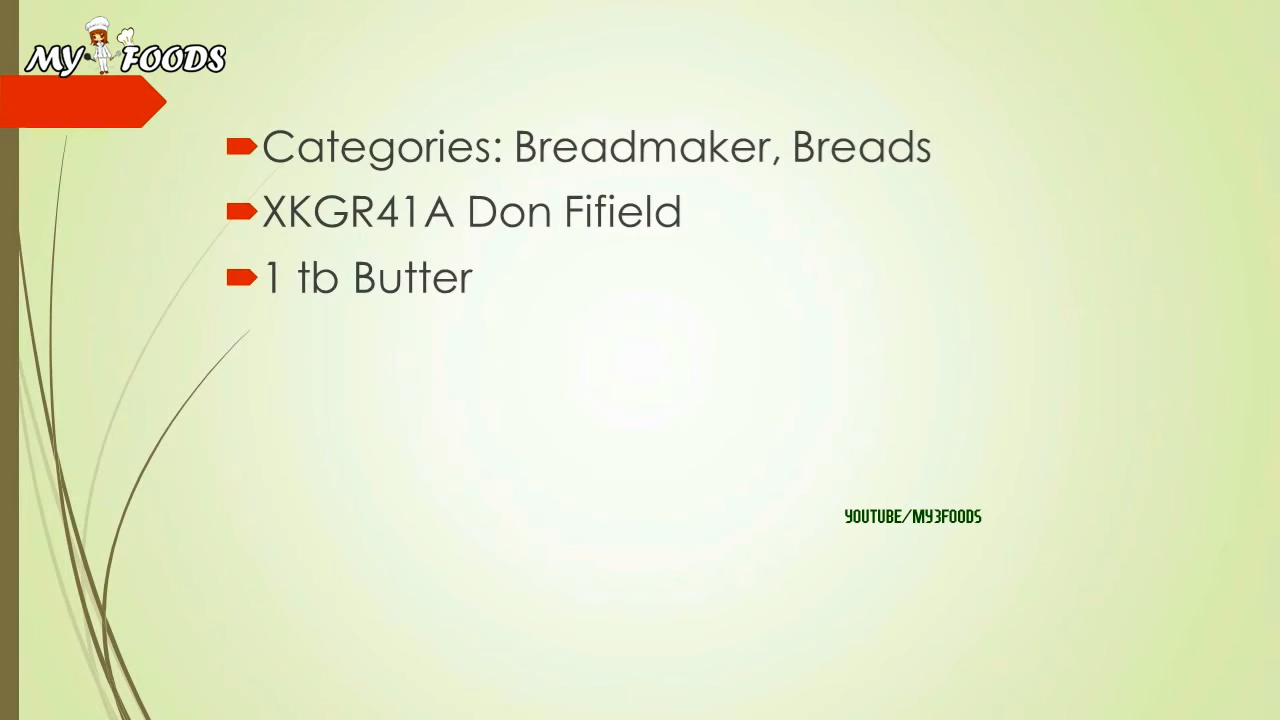 MY FOODS
Categories: Breadmaker, Breads
XKGR41A Don Fifield
1 tb Butter
YOUTUBE/MY3FOODS